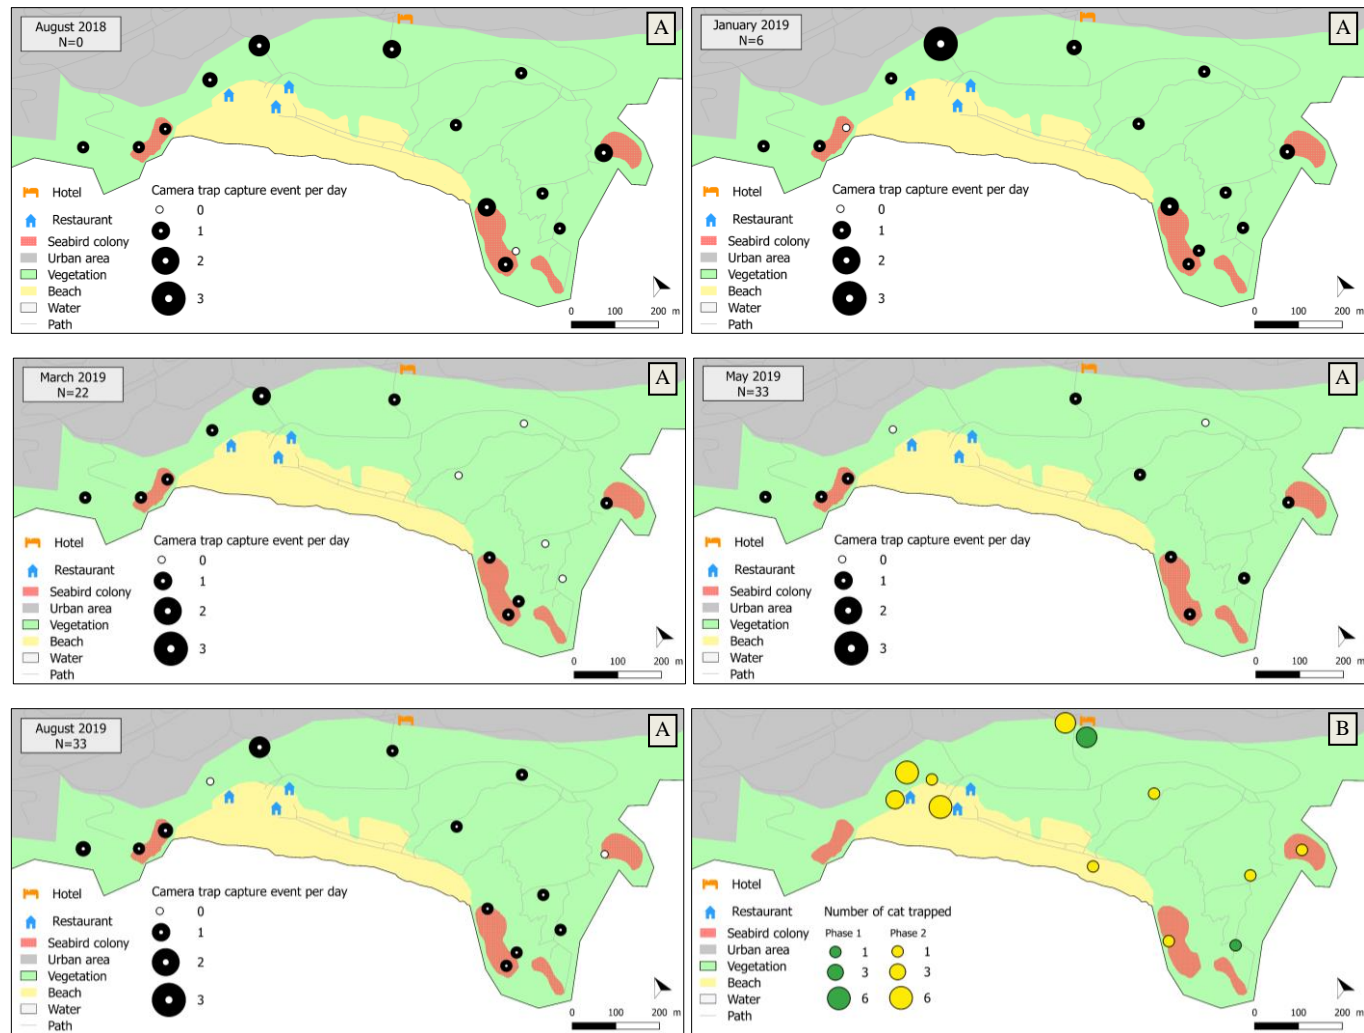 August 2018
N=0
A
Hotel
Restaurant
Seabird colony
Urban area
Vegetation
Beach
Water
Path
Camera trap capture event per day
0
1
2
3
0 100 200 m
January 2019
N=6
A
Hotel
Restaurant
Seabird colony
Urban area
Vegetation
Beach
Water
Path
Camera trap capture event per day
0
1
2
3
0 100 200 m
March 2019
N=22
A
Hotel
Restaurant
Seabird colony
Urban area
Vegetation
Beach
Water
Path
Camera trap capture event per day
0
1
2
3
0 100 200 m
May 2019
N=33
A
Hotel
Restaurant
Seabird colony
Urban area
Vegetation
Beach
Water
Path
Camera trap capture event per day
0
1
2
3
0 100 200 m
August 2019
N=33
A
Hotel
Restaurant
Seabird colony
Urban area
Vegetation
Beach
Water
Path
Camera trap capture event per day
0
1
2
3
0 100 200 m
B
Hotel
Restaurant
Seabird colony
Urban area
Vegetation
Beach
Water
Path
Number of cat trapped
Phase 1 Phase 2
1 1
3 3
6 6
0 100 200 m